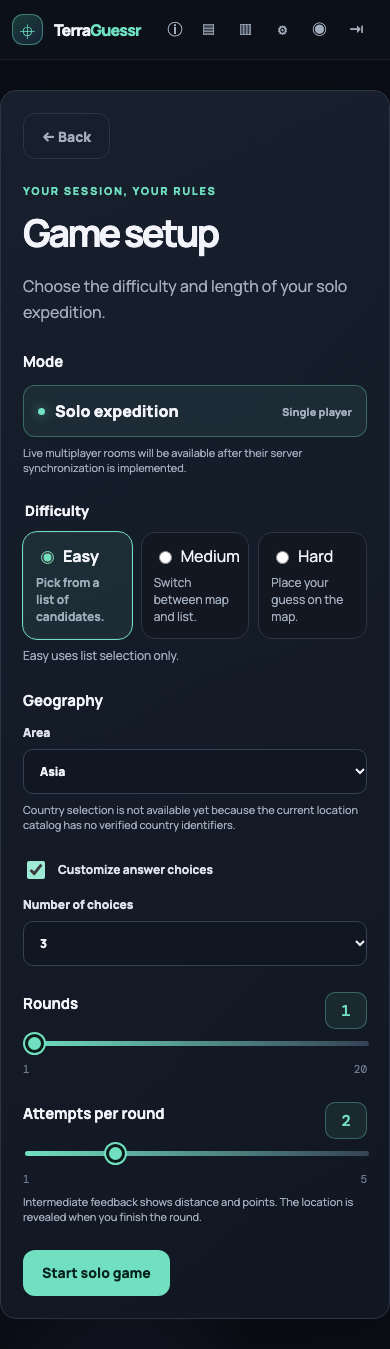 TerraGuessr
← Back
YOUR SESSION, YOUR RULES
Game setup
Choose the difficulty and length of your solo
expedition.
Mode
Solo expedition Single player
Live multiplayer rooms will be available after their server
synchronization is implemented.
Difficulty
Easy
Pick from a
list of
candidates.
Medium
Switch
between map
and list.
Hard
Place your
guess on the
map.
Easy uses list selection only.
Geography
Area
Asia
Country selection is not available yet because the current location
catalog has no verified country identifiers.
Customize answer choices
Number of choices
3
Rounds 1
1 20
Attempts per round 2
1 5
Intermediate feedback shows distance and points. The location is
revealed when you finish the round.
Start solo game